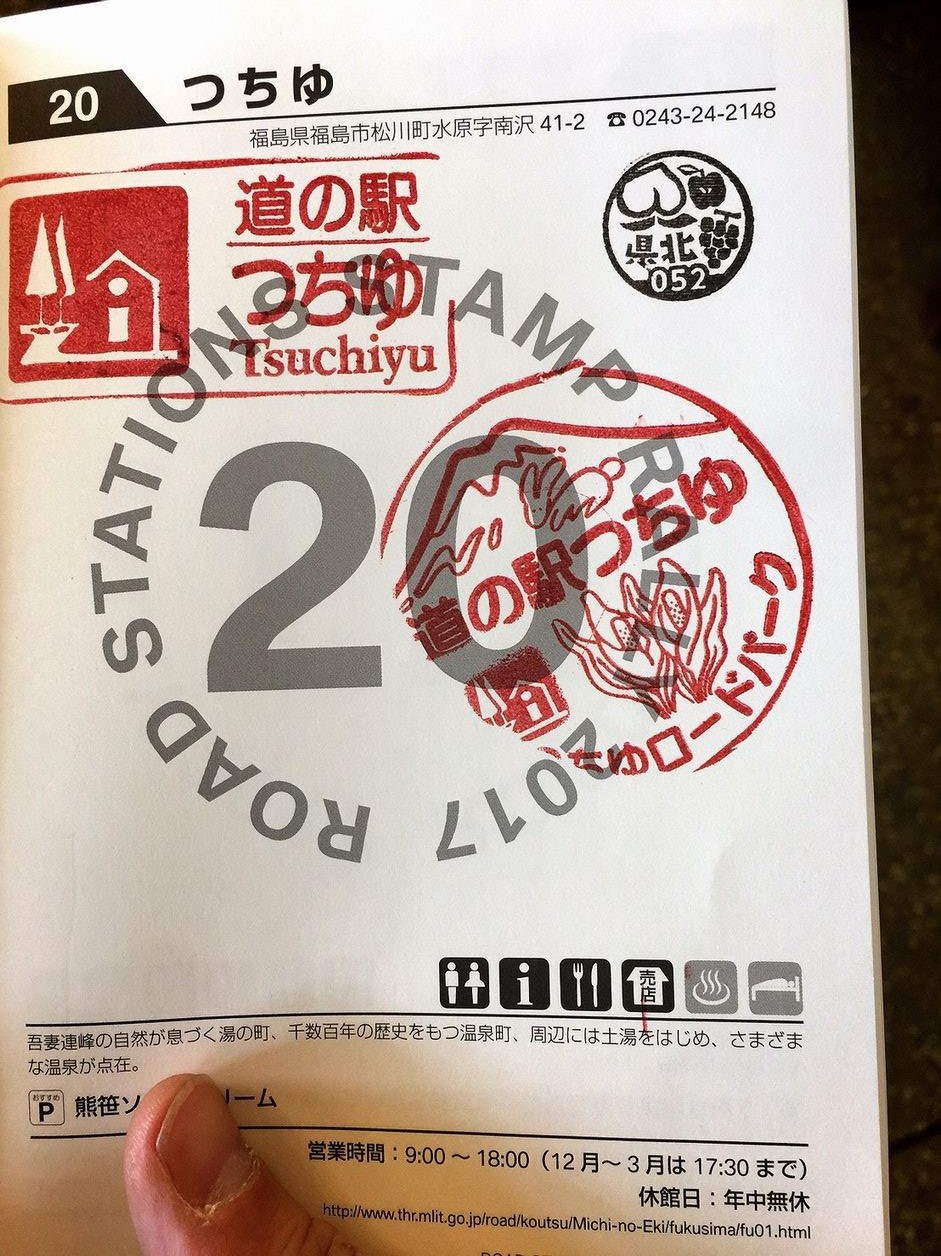 20 つちゆ
福島県福島市松川町水原字南沢 41-2 ☎ 0243-24-2148
道の駅
つちゆ
Tsuchiyu
県北
052
ROAD STATIONS STAMP RALLY 2017
20
道の駅つちゆ
つちゆロードパーク
売店
吾妻連峰の自然が息づく湯の町、千数百年の歴史をもつ温泉町、周辺には土湯をはじめ、さまざま
な温泉が点在。
おすすめ
P 熊笹ソ リーム
営業時間：9:00 〜 18:00（12 月〜 3 月は 17:30 まで）
休館日：年中無休
http://www.thr.mlit.go.jp/road/koutsu/Michi-no-Eki/fukusima/fu01.html